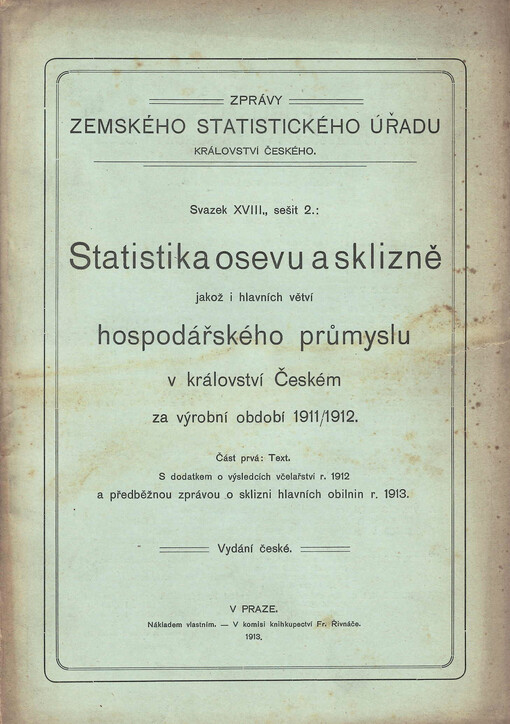 ZPRÁVY
ZEMSKÉHO STATISTICKÉHO ÚŘADU
KRÁLOVSTVÍ ČESKÉHO.
Svazek XVIII., sešit 2.:
Statistika osevu a sklizně
jakož i hlavních větví
hospodářského průmyslu
v království Českém
za výrobní období 1911/1912.
Část prvá: Text.
S dodatkem o výsledcích včelařství r. 1912
a předběžnou zprávou o sklizni hlavních obilnin r. 1913.
Vydání české.
V PRAZE.
Nákladem vlastním. — V komisi knihkupectví Fr. Řivnáče.
1913.